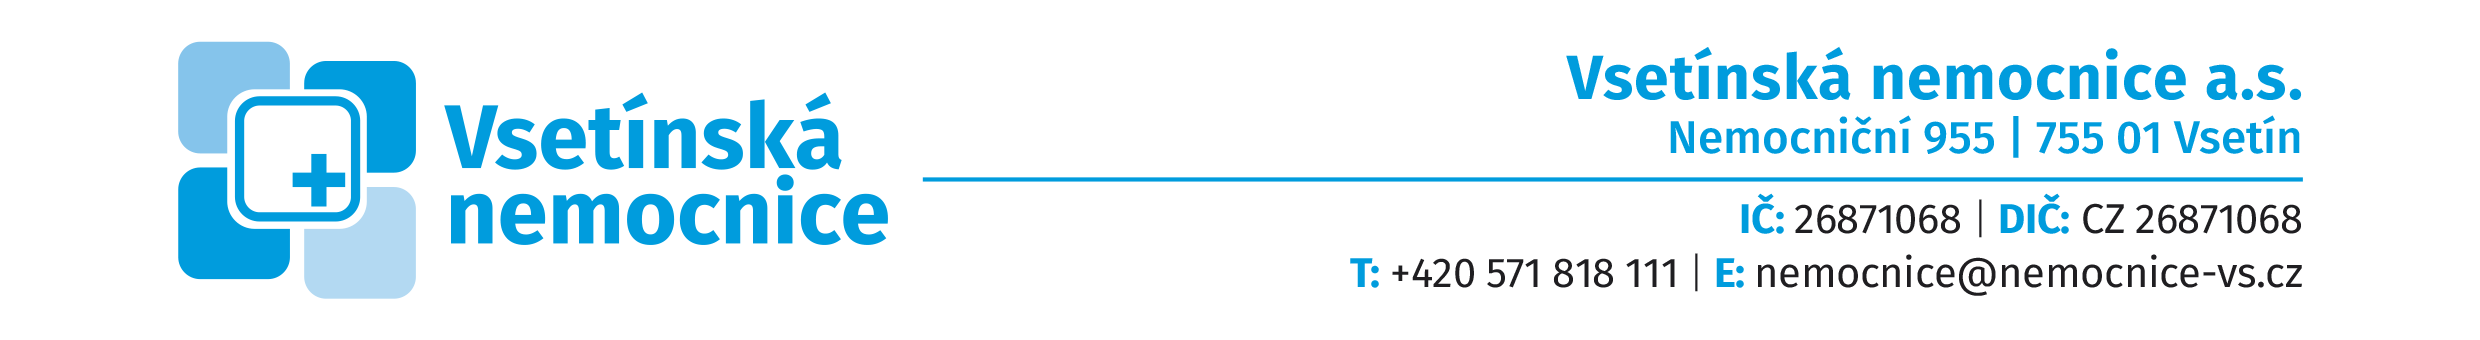 Vsetínská
nemocnice
Vsetínská nemocnice a.s.
Nemocniční 955 | 755 01 Vsetín
IČ: 26871068 | DIČ: CZ 26871068
T: +420 571 818 111 | E: nemocnice@nemocnice-vs.cz